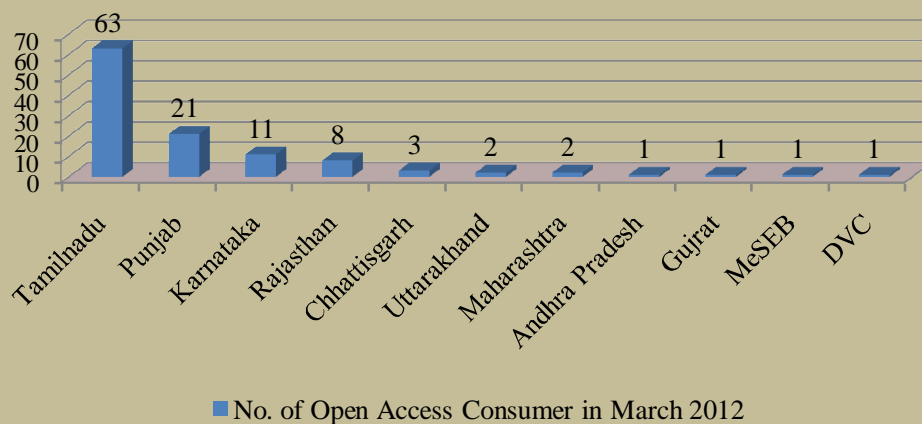 63
70
60
50
40
30
20
10
0
21
11
8
3
2
2
1
1
1
1
Tamilnadu
Punjab
Karnataka
Rajasthan
Chhattisgarh
Uttarakhand
Maharashtra
Andhra Pradesh
Gujrat
MeSEB
DVC
No. of Open Access Consumer in March 2012